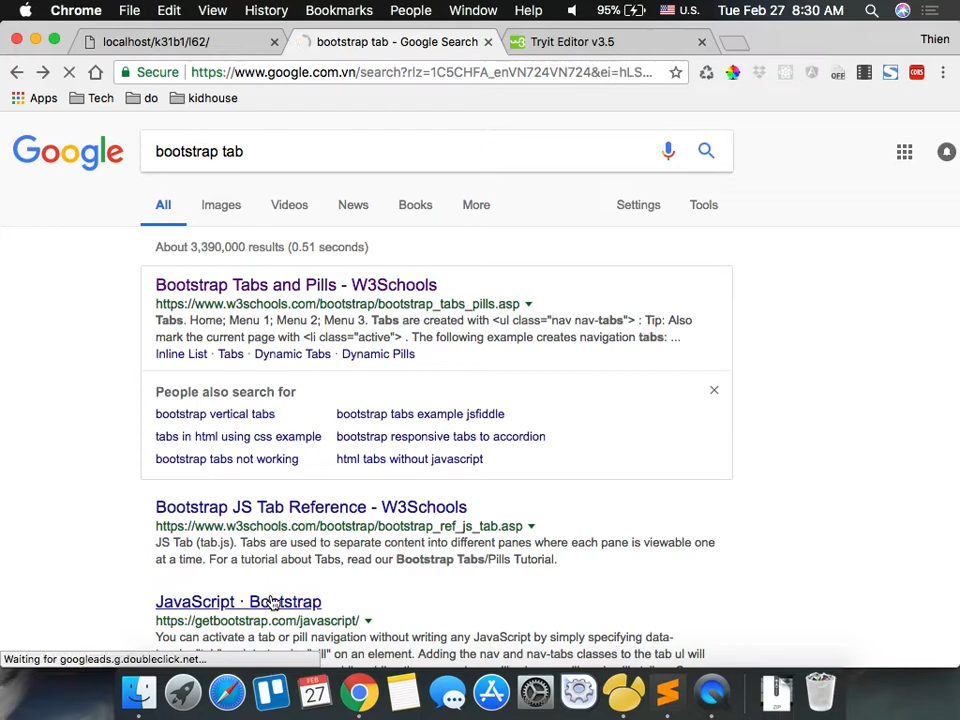 Chrome File Edit View History Bookmarks People Window Help 95% U.S. Tue Feb 27 8:30 AM
localhost/k31b1/l62/ bootstrap tab - Google Search Tryit Editor v3.5 Thien
Secure https://www.google.com.vn/search?rlz=1C5CHFA_enVN724VN724&ei=hLS... OFF CORS
Apps Tech do kidhouse
Google bootstrap tab
All Images Videos News Books More Settings Tools
About 3,390,000 results (0.51 seconds)
Bootstrap Tabs and Pills - W3Schools
https://www.w3schools.com/bootstrap/bootstrap_tabs_pills.asp
Tabs. Home; Menu 1; Menu 2; Menu 3. Tabs are created with <ul class="nav nav-tabs"> : Tip: Also
mark the current page with <li class="active"> . The following example creates navigation tabs: ...
Inline List · Tabs · Dynamic Tabs · Dynamic Pills
People also search for
bootstrap vertical tabs bootstrap tabs example jsfiddle
tabs in html using css example bootstrap responsive tabs to accordion
bootstrap tabs not working html tabs without javascript
Bootstrap JS Tab Reference - W3Schools
https://www.w3schools.com/bootstrap/bootstrap_ref_js_tab.asp
JS Tab (tab.js). Tabs are used to separate content into different panes where each pane is viewable one
at a time. For a tutorial about Tabs, read our Bootstrap Tabs/Pills Tutorial.
JavaScript · Bootstrap
https://getbootstrap.com/javascript/
You can activate a tab or pill navigation without writing any JavaScript by simply specifying data-
on an element. Adding the nav and nav-tabs classes to the tab ul will
Waiting for googleads.g.doubleclick.net...
27
ZIP